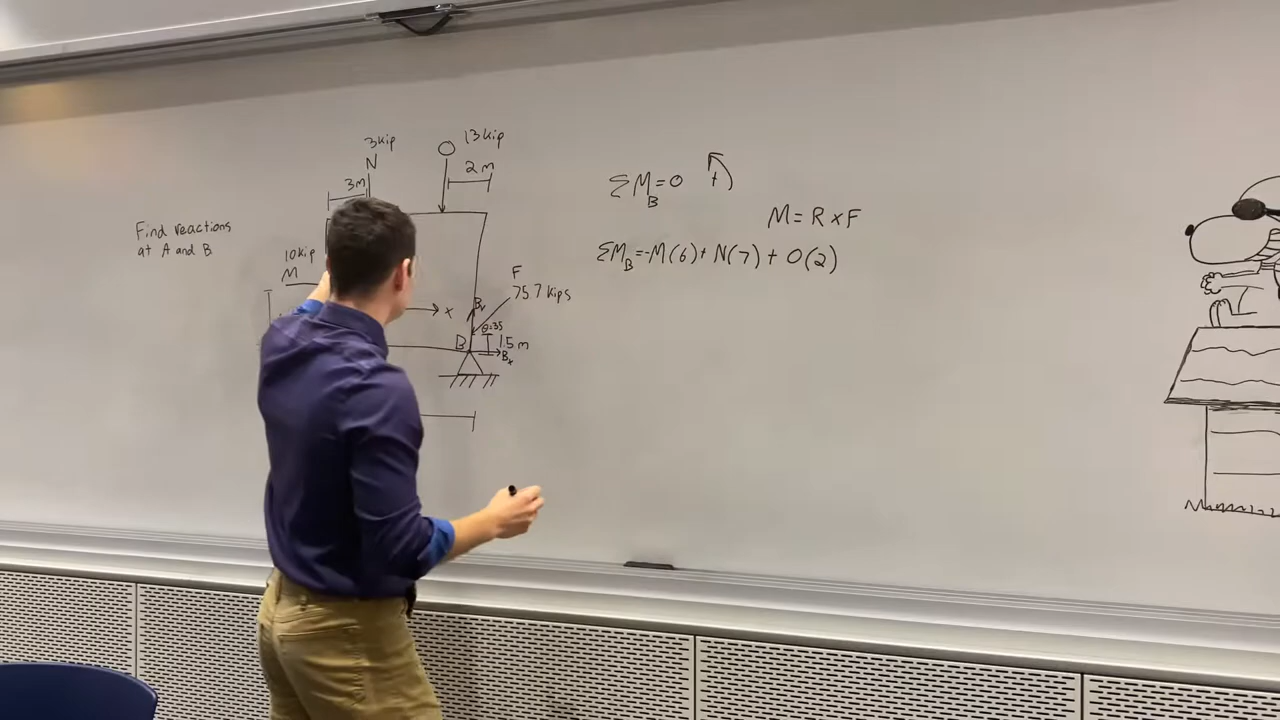 3kip
N
3m
13kip
O
2m
Find reactions
at A and B
10kip
M
x
F
75.7 kips
By
θ=35
B
1.5 m
Bx
ΣM_B=0 +
M = R × F
ΣM_B=-M(6)+ N(7) + O(2)